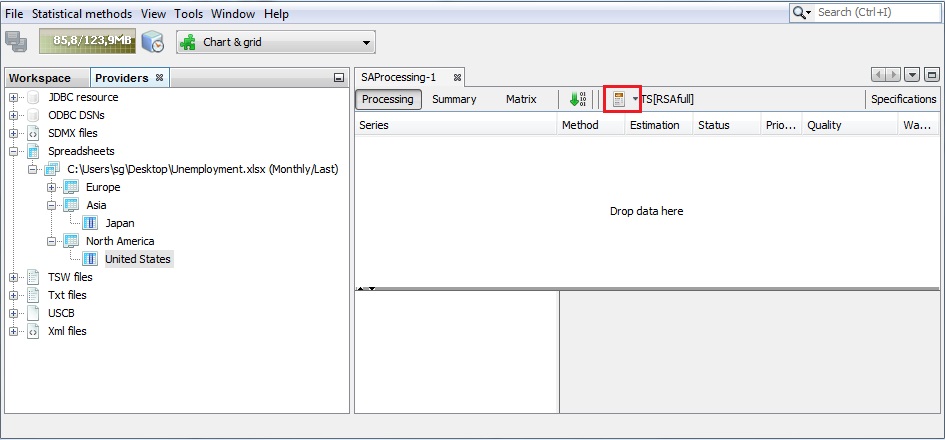 File Statistical methods View Tools Window Help Search (Ctrl+I)
85,8/123,9MB Chart & grid
Workspace Providers
JDBC resource
ODBC DSNs
SDMX files
Spreadsheets
C:\Users\sg\Desktop\Unemployment.xlsx (Monthly/Last)
Europe
Asia
Japan
North America
United States
TSW files
Txt files
USCB
Xml files
SAProcessing-1
Processing Summary Matrix TS[RSAfull] Specifications
Series Method Estimation Status Prio... Quality Wa...
Drop data here